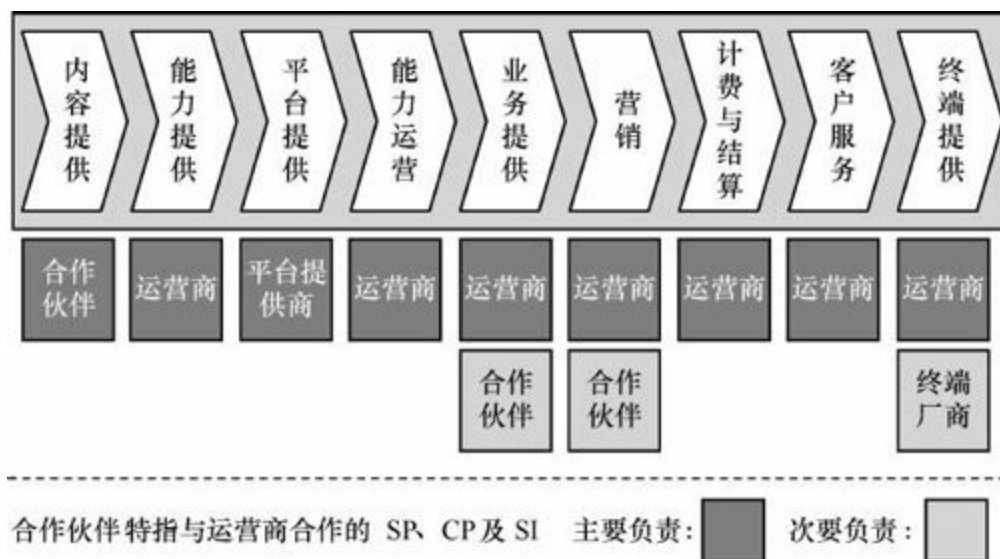 内容提供
能力提供
平台提供
能力运营
业务提供
营销
计费与结算
客户服务
终端提供
合作
伙伴
运营商
平台提
供商
运营商
运营商
运营商
运营商
运营商
运营商
合作
伙伴
合作
伙伴
终端
厂商
合作伙伴特指与运营商合作的 SP、CP及 SI 主要负责: 次要负责: